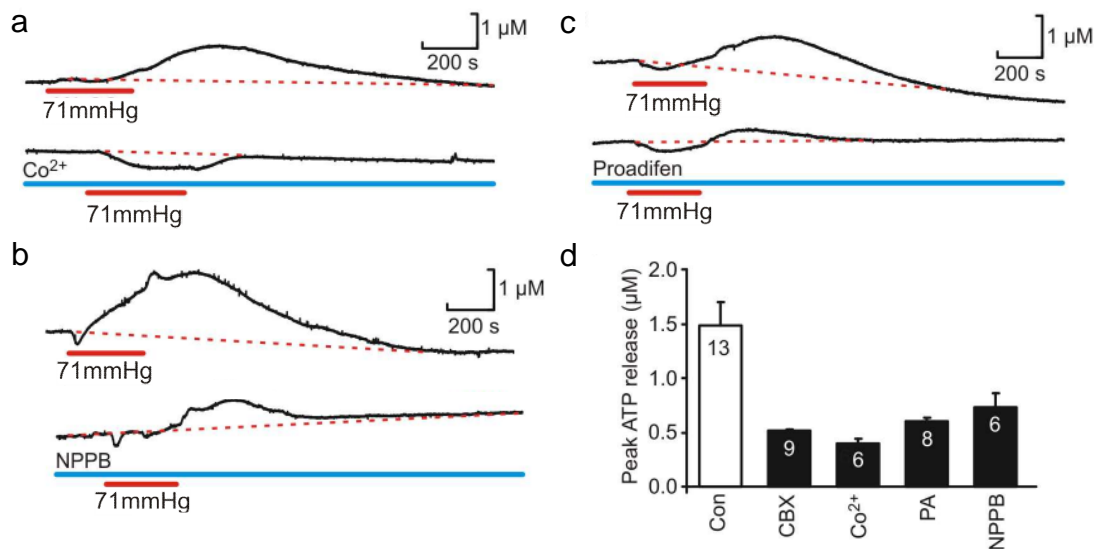 a
1 µM
200 s
71mmHg
Co2+
71mmHg
b
1 µM
200 s
71mmHg
NPPB
71mmHg
c
1 µM
200 s
71mmHg
Proadifen
71mmHg
d
Peak ATP release (µM)
2.0
1.5
1.0
0.5
0.0
13
9
6
8
6
Con
CBX
Co2+
PA
NPPB